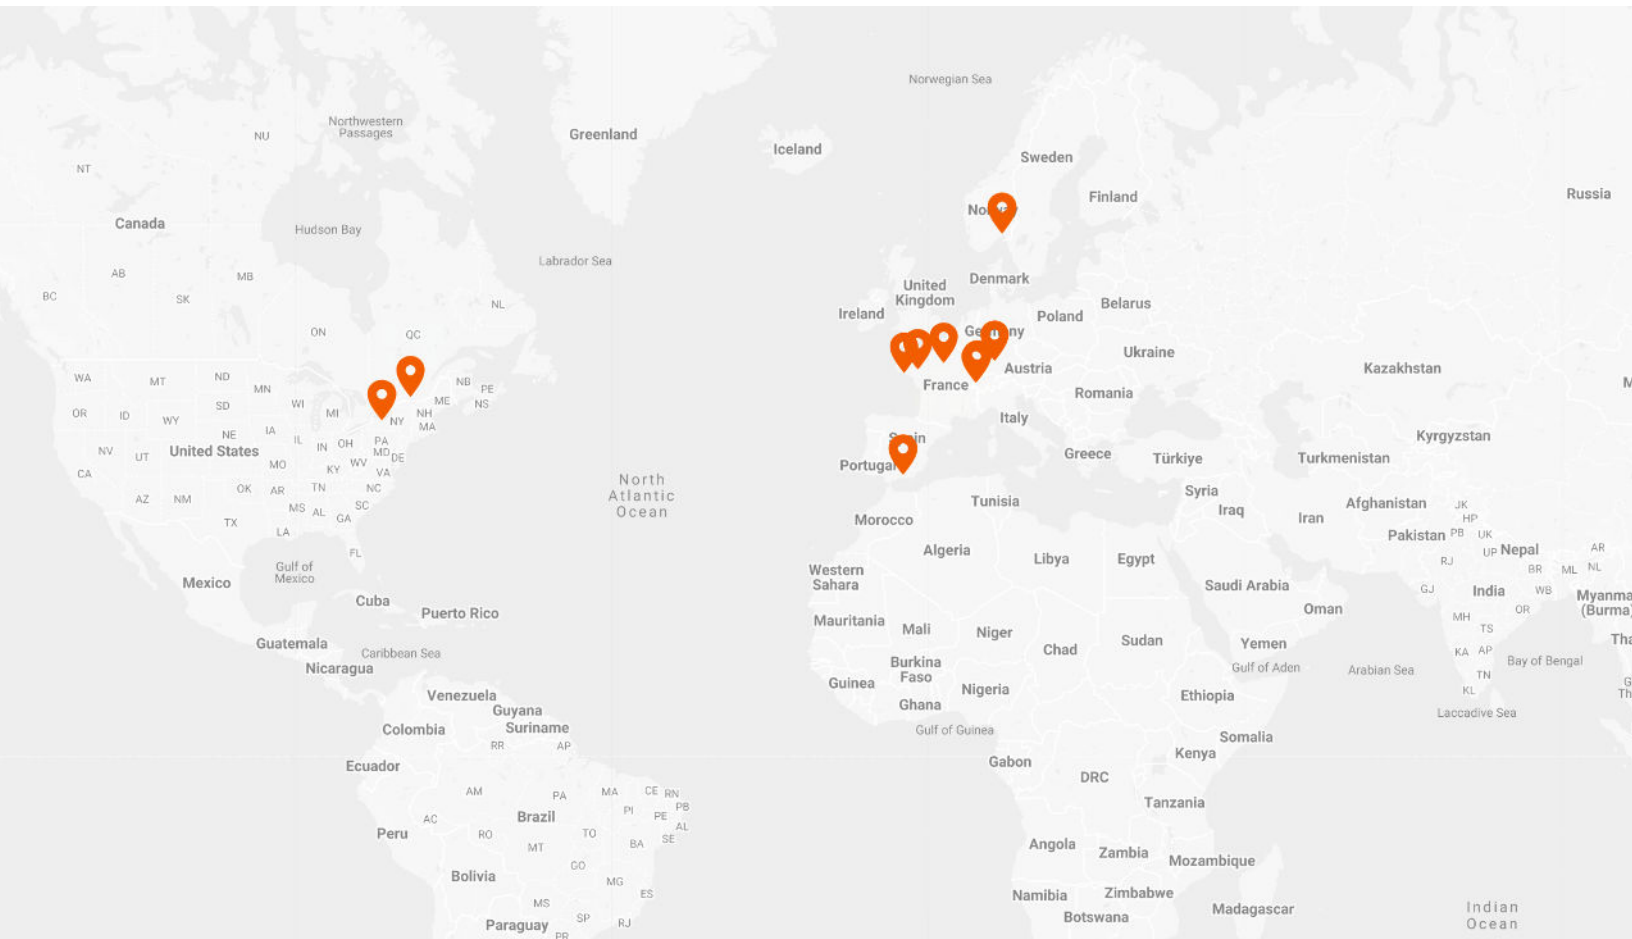 Norwegian Sea
Northwestern
Passages
NU
Greenland
Iceland
Sweden
NT
Finland
Russia
Canada
Hudson Bay
Labrador Sea
AB
MB
Denmark
BC
SK
United
Kingdom
NL
Belarus
Ireland
Poland
ON
QC
Ukraine
Austria
Kazakhstan
WA
MT
ND
MN
NB
PE
France
Romania
M
OR
ID
WY
SD
WI
MI
ME
NS
NH
MA
NY
Italy
NE
IA
IL
IN
OH
PA
Kyrgyzstan
NV
UT
United States
MD
DE
Greece
Türkiye
Turkmenistan
CA
MO
KY
WV
VA
Portugal
North
Atlantic
Ocean
AZ
NM
OK
AR
TN
NC
Syria
Iraq
Iran
Afghanistan
JK
HP
TX
MS
AL
GA
SC
LA
Tunisia
Morocco
Pakistan
PB
UK
FL
Algeria
Libya
Egypt
UP
Nepal
AR
Gulf of
Mexico
Western
Sahara
RJ
BR
ML
NL
Mexico
Saudi Arabia
GJ
India
WB
Myanma
(Burma)
Cuba
Puerto Rico
Oman
OR
Mauritania
Mali
Niger
MH
TS
Guatemala
Caribbean Sea
Chad
Sudan
Yemen
KA
AP
Bay of Bengal
Tha
Nicaragua
Burkina
Faso
Gulf of Aden
Arabian Sea
TN
Guinea
Nigeria
Ethiopia
KL
G
Th
Venezuela
Guyana
Suriname
Ghana
Laccadive Sea
Colombia
Gulf of Guinea
Somalia
RR
AP
Kenya
Ecuador
Gabon
DRC
AM
PA
MA
CE
RN
Tanzania
PB
AC
Brazil
PI
PE
AL
Peru
RO
TO
SE
MT
BA
Angola
Zambia
Mozambique
GO
Bolivia
MG
ES
Namibia
Zimbabwe
Madagascar
MS
SP
RJ
Botswana
Indian
Ocean
Paraguay
PR